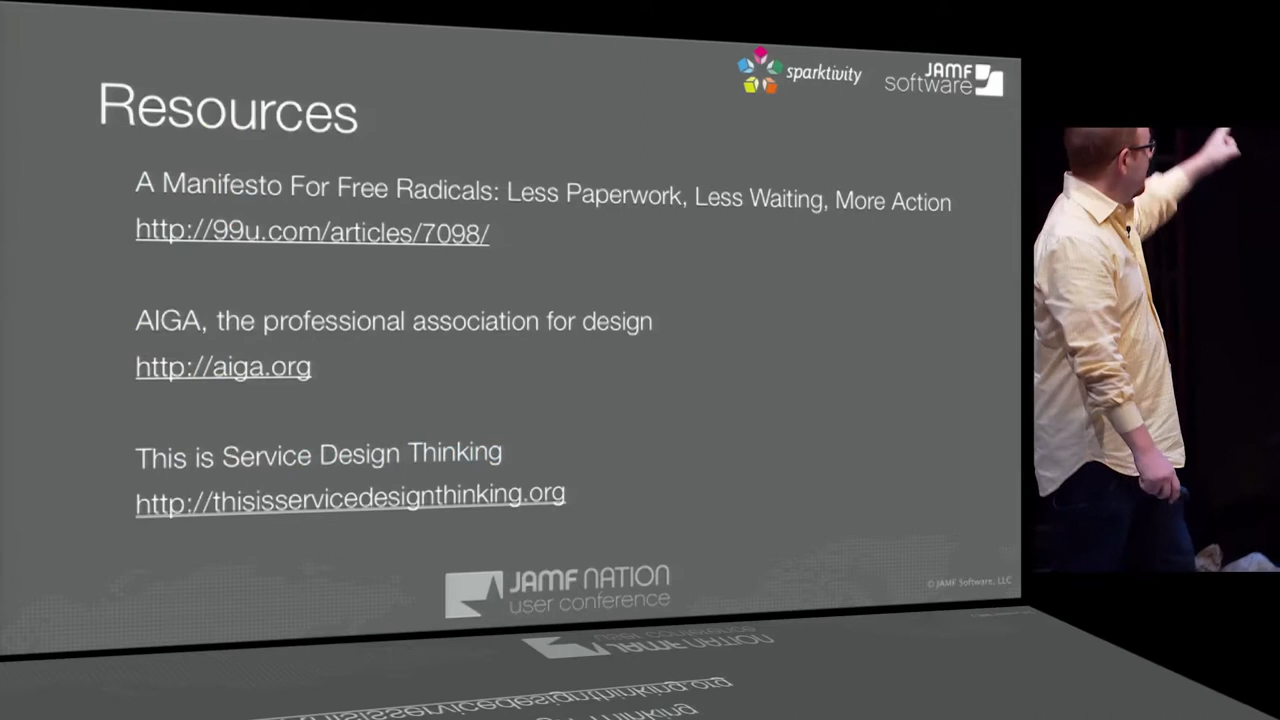 sparktivity
JAMF
software
Resources
A Manifesto For Free Radicals: Less Paperwork, Less Waiting, More Action
http://99u.com/articles/7098/
AIGA, the professional association for design
http://aiga.org
This is Service Design Thinking
http://thisisservicedesignthinking.org
JAMF NATION
user conference
© JAMF Software, LLC